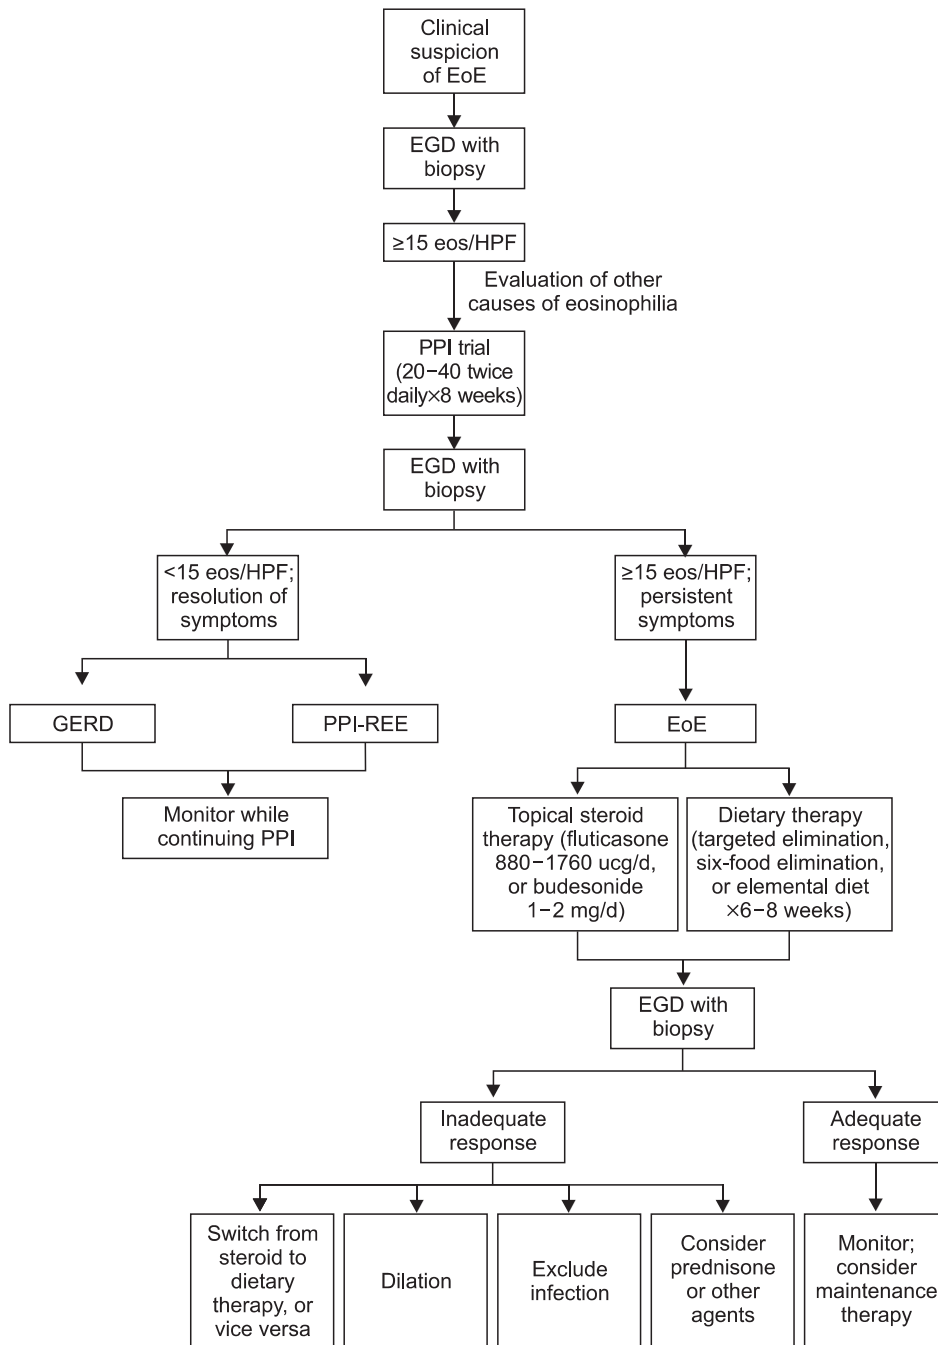 Clinical
suspicion
of EoE
EGD with
biopsy
≥15 eos/HPF
Evaluation of other
causes of eosinophilia
PPI trial
(20−40 twice
daily×8 weeks)
EGD with
biopsy
<15 eos/HPF;
resolution of
symptoms
≥15 eos/HPF;
persistent
symptoms
GERD
PPI-REE
EoE
Monitor while
continuing PPI
Topical steroid
therapy (fluticasone
880−1760 ucg/d,
or budesonide
1−2 mg/d)
Dietary therapy
(targeted elimination,
six-food elimination,
or elemental diet
×6−8 weeks)
EGD with
biopsy
Inadequate
response
Adequate
response
Switch from
steroid to
dietary
therapy, or
vice versa
Dilation
Exclude
infection
Consider
prednisone
or other
agents
Monitor;
consider
maintenance
therapy